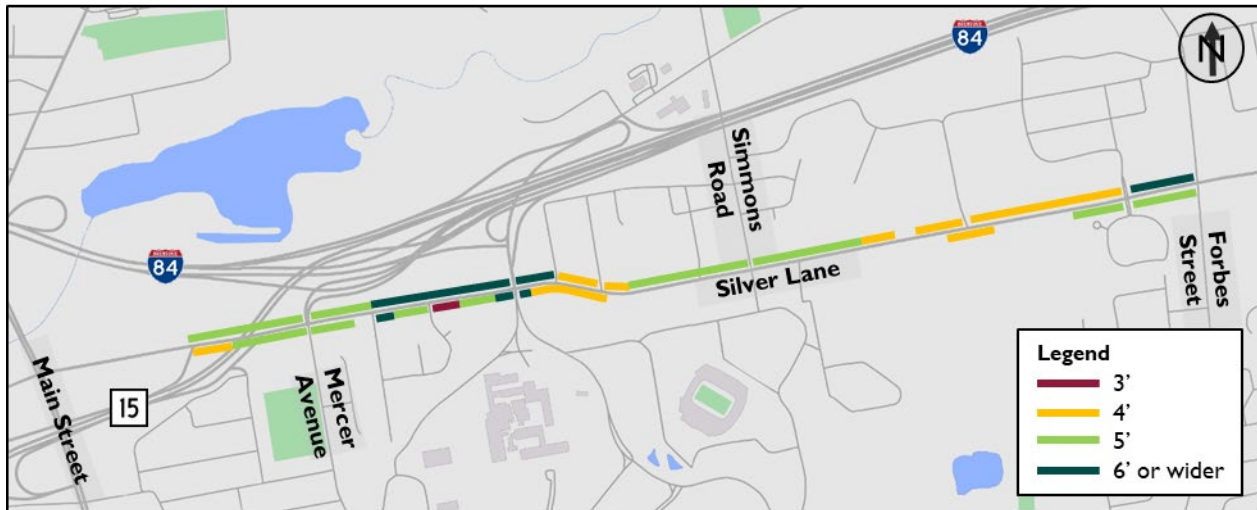 84
N
84
Simmons
Road
Silver Lane
Forbes
Street
Main Street
15
Mercer
Avenue
Legend
3'
4'
5'
6' or wider